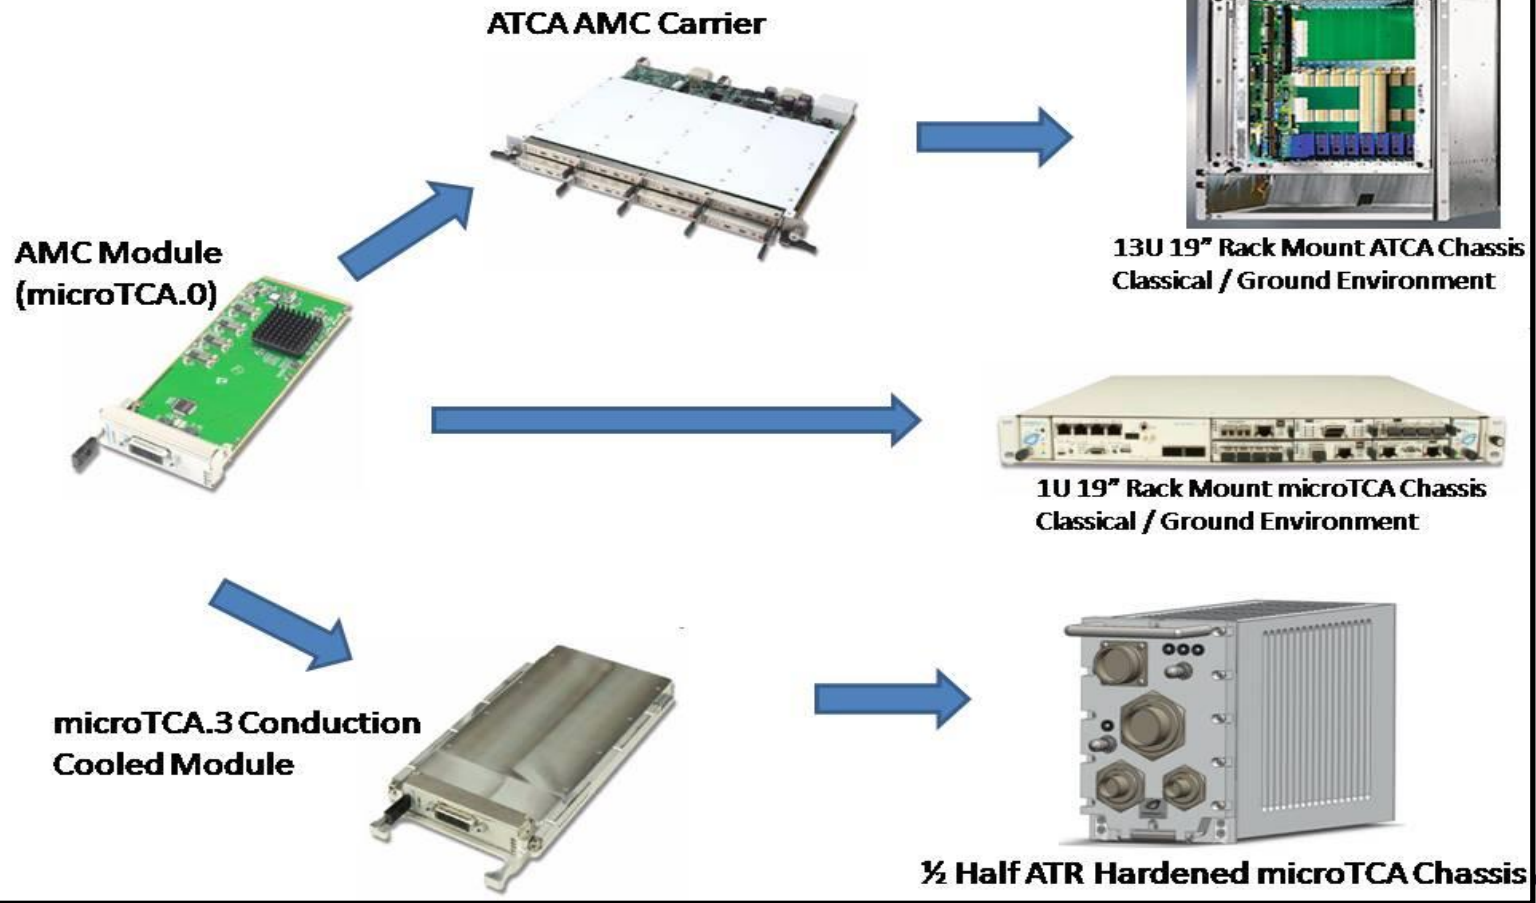 ATCA AMC Carrier
13U 19” Rack Mount ATCA Chassis
Classical / Ground Environment
AMC Module
(microTCA.0)
1U 19” Rack Mount microTCA Chassis
Classical / Ground Environment
microTCA.3 Conduction
Cooled Module
½ Half ATR Hardened microTCA Chassis